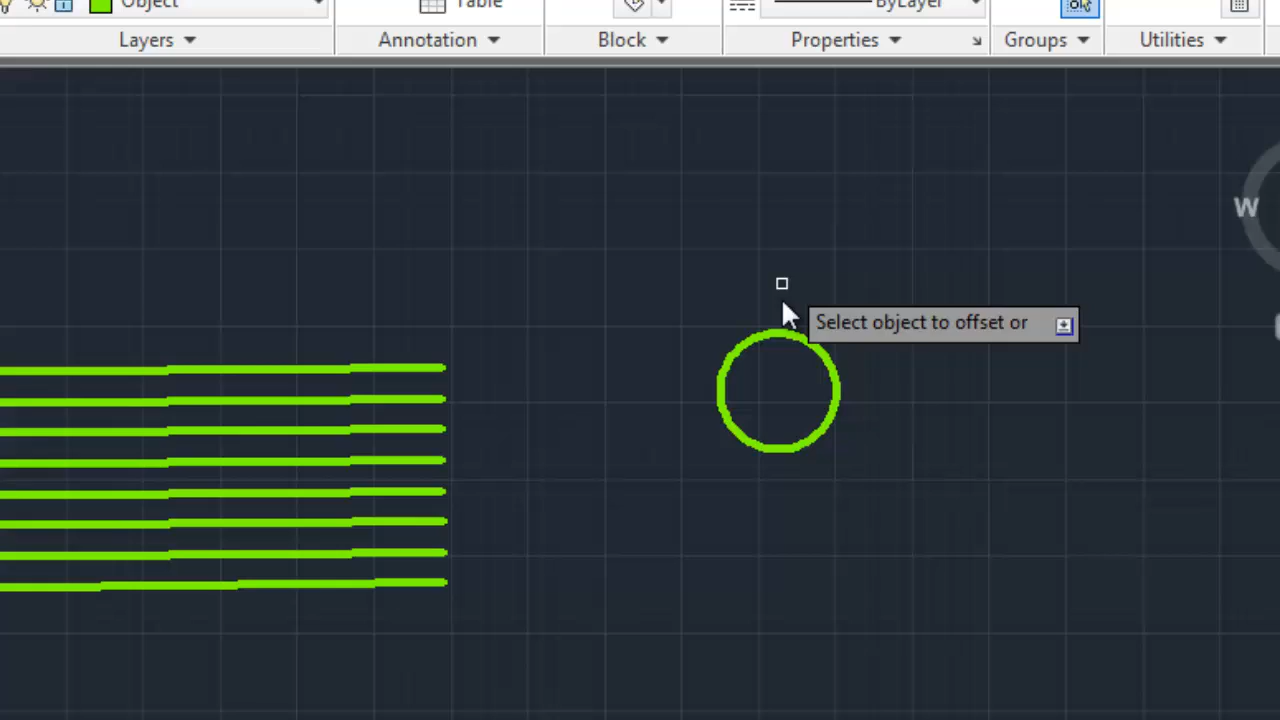 Object
Table
ByLayer
Layers
Annotation
Block
Properties
Groups
Utilities
W
Select object to offset or